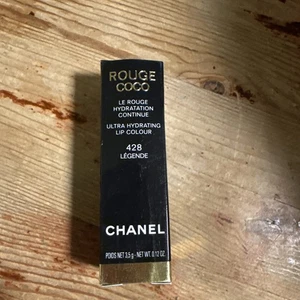 ROUGE
COCO
LE ROUGE
HYDRATATION
CONTINUE
ULTRA HYDRATING
LIP COLOUR
428
LÉGENDE
CHANEL
POIDS NET 3.5 g - NET WT. 0.12 OZ.